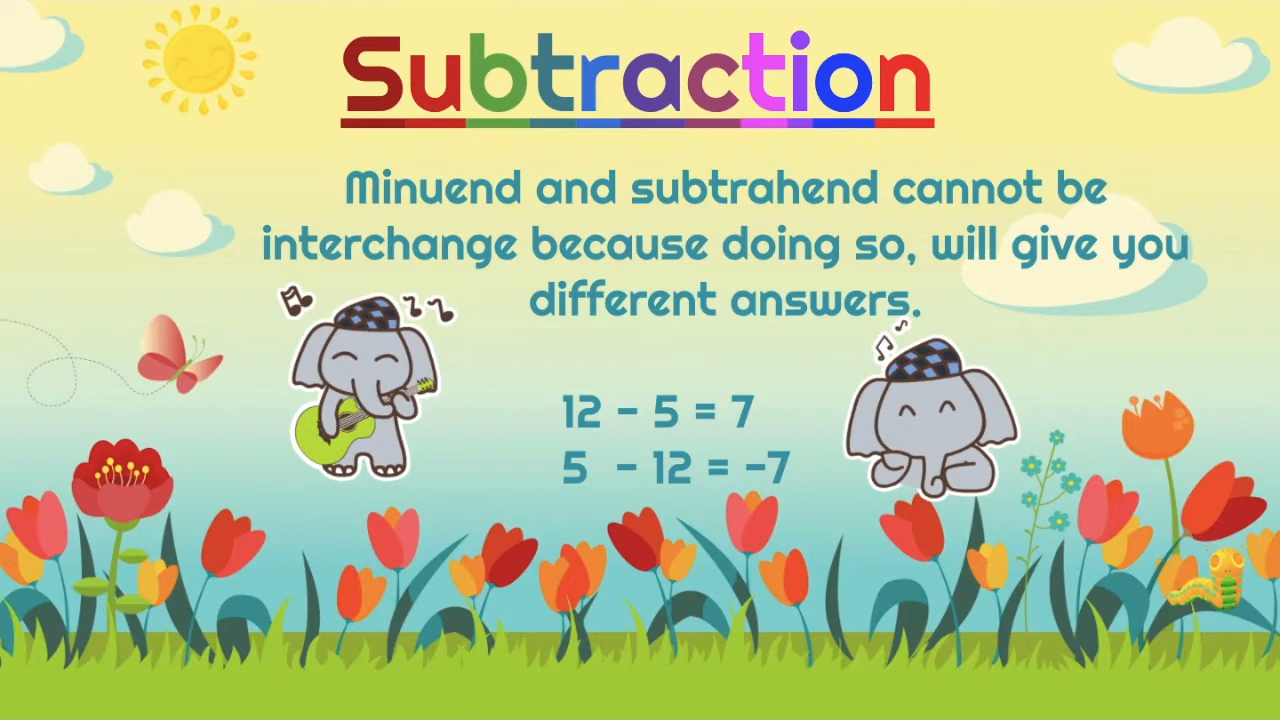 Subtraction
Minuend and subtrahend cannot be
interchange because doing so, will give you
different answers.
12 - 5 = 7
5 - 12 = -7